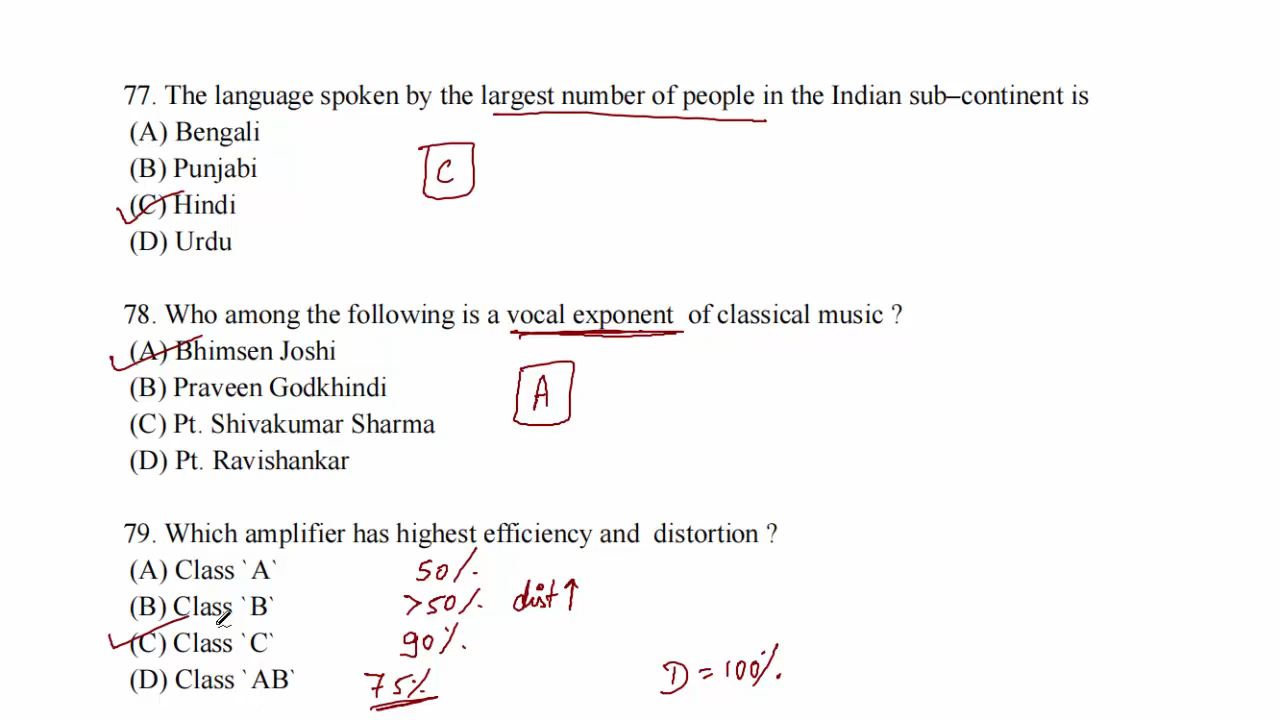 77. The language spoken by the largest number of people in the Indian sub–continent is
(A) Bengali
(B) Punjabi
C
(C) Hindi
(D) Urdu
78. Who among the following is a vocal exponent of classical music ?
(A) Bhimsen Joshi
(B) Praveen Godkhindi
A
(C) Pt. Shivakumar Sharma
(D) Pt. Ravishankar
79. Which amplifier has highest efficiency and distortion ?
(A) Class `A` 50%.
(B) Class `B` >50%. dist↑
(C) Class `C` 90%.
(D) Class `AB` 75% D = 100%.